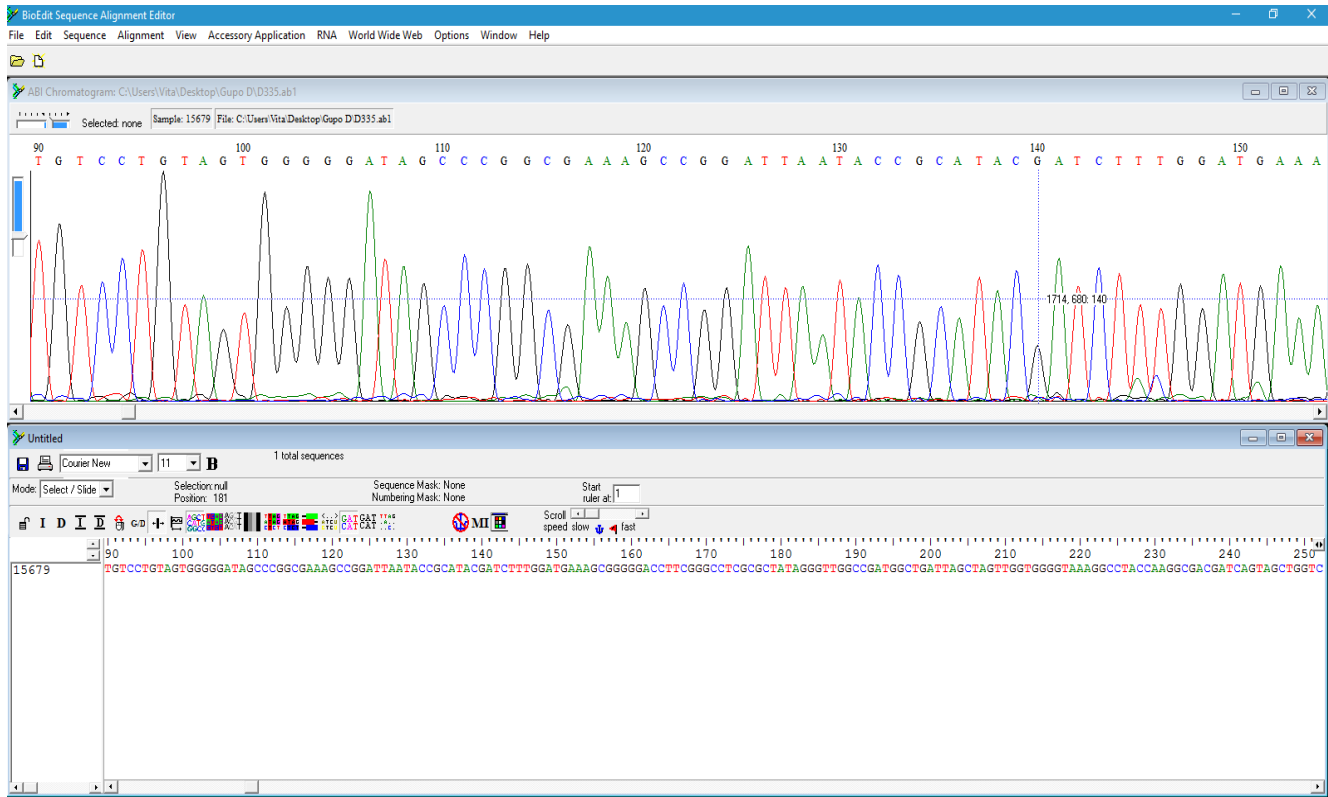 BioEdit Sequence Alignment Editor
File Edit Sequence Alignment View Accessory Application RNA World Wide Web Options Window Help
ABI Chromatogram: C:\Users\Vita\Desktop\Gupo D\D335.ab1
Selected: none Sample: 15679 File: C:\Users\Vita\Desktop\Gupo D\D335.ab1
90 100 110 120 130 140 150
T G T C C T G T A G T G G G G G A T A G C C C G G C G A A A G C C G G A T T A A T A C C G C A T A C G A T C T T T G G A T G A A A
1714, 680: 140
Untitled
Courier New 11 B 1 total sequences
Mode: Select / Slide Selection: null Sequence Mask: None Start
Position: 181 Numbering Mask: None ruler at: 1
I D I D G/D MI Scroll
speed slow fast
90 100 110 120 130 140 150 160 170 180 190 200 210 220 230 240 250
15679 TGTCCTGTAGTGGGGGATAGCCCGGCGAAAGCCGGATTAATACCGCATACGATCTTTGGATGAAAGCGGGGGACCTTCGGGCCTCGCGCTATAGGGTTGGCCGATGGCTGATTAGCTAGTTGGTGGGGTAAAGGCCTACCAAGGCGACGATCAGTAGCTGGTC